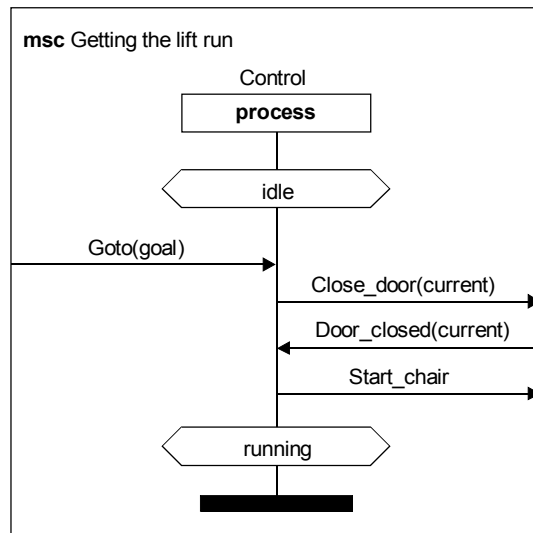 msc Getting the lift run
Control
process
idle
Goto(goal)
Close_door(current)
Door_closed(current)
Start_chair
running